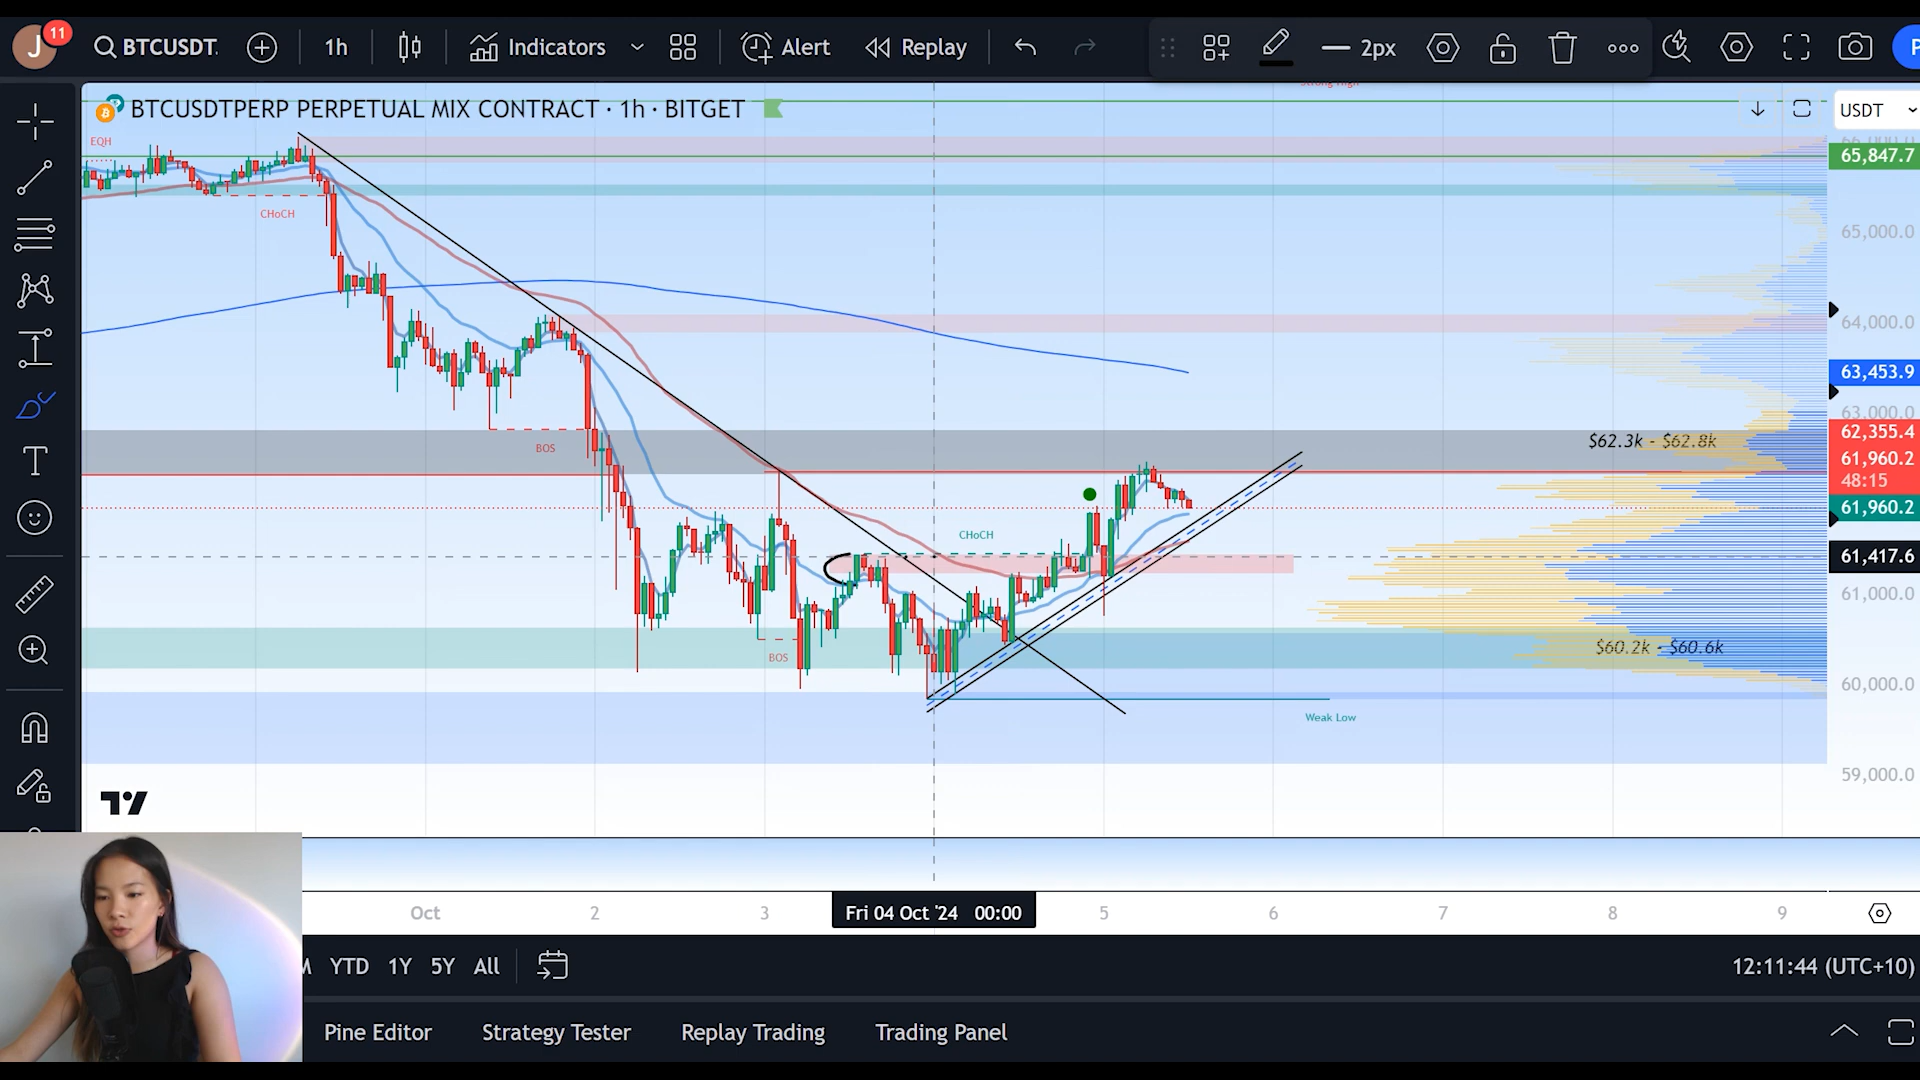 J
11
BTCUSDT.
1h
Indicators
Alert
Replay
2px
P
Strong High
BTCUSDTPERP PERPETUAL MIX CONTRACT · 1h · BITGET
USDT
EQH
65,847.7
CHoCH
65,000.0
64,000.0
63,453.9
63,000.0
62,355.4
$62.3k - $62.8k
BOS
61,960.2
48:15
61,960.2
CHoCH
61,417.6
61,000.0
$60.2k - $60.6k
BOS
60,000.0
Weak Low
59,000.0
Oct
2
3
Fri 04 Oct '24 00:00
5
6
7
8
9
YTD
1Y
5Y
All
12:11:44 (UTC+10)
Pine Editor
Strategy Tester
Replay Trading
Trading Panel